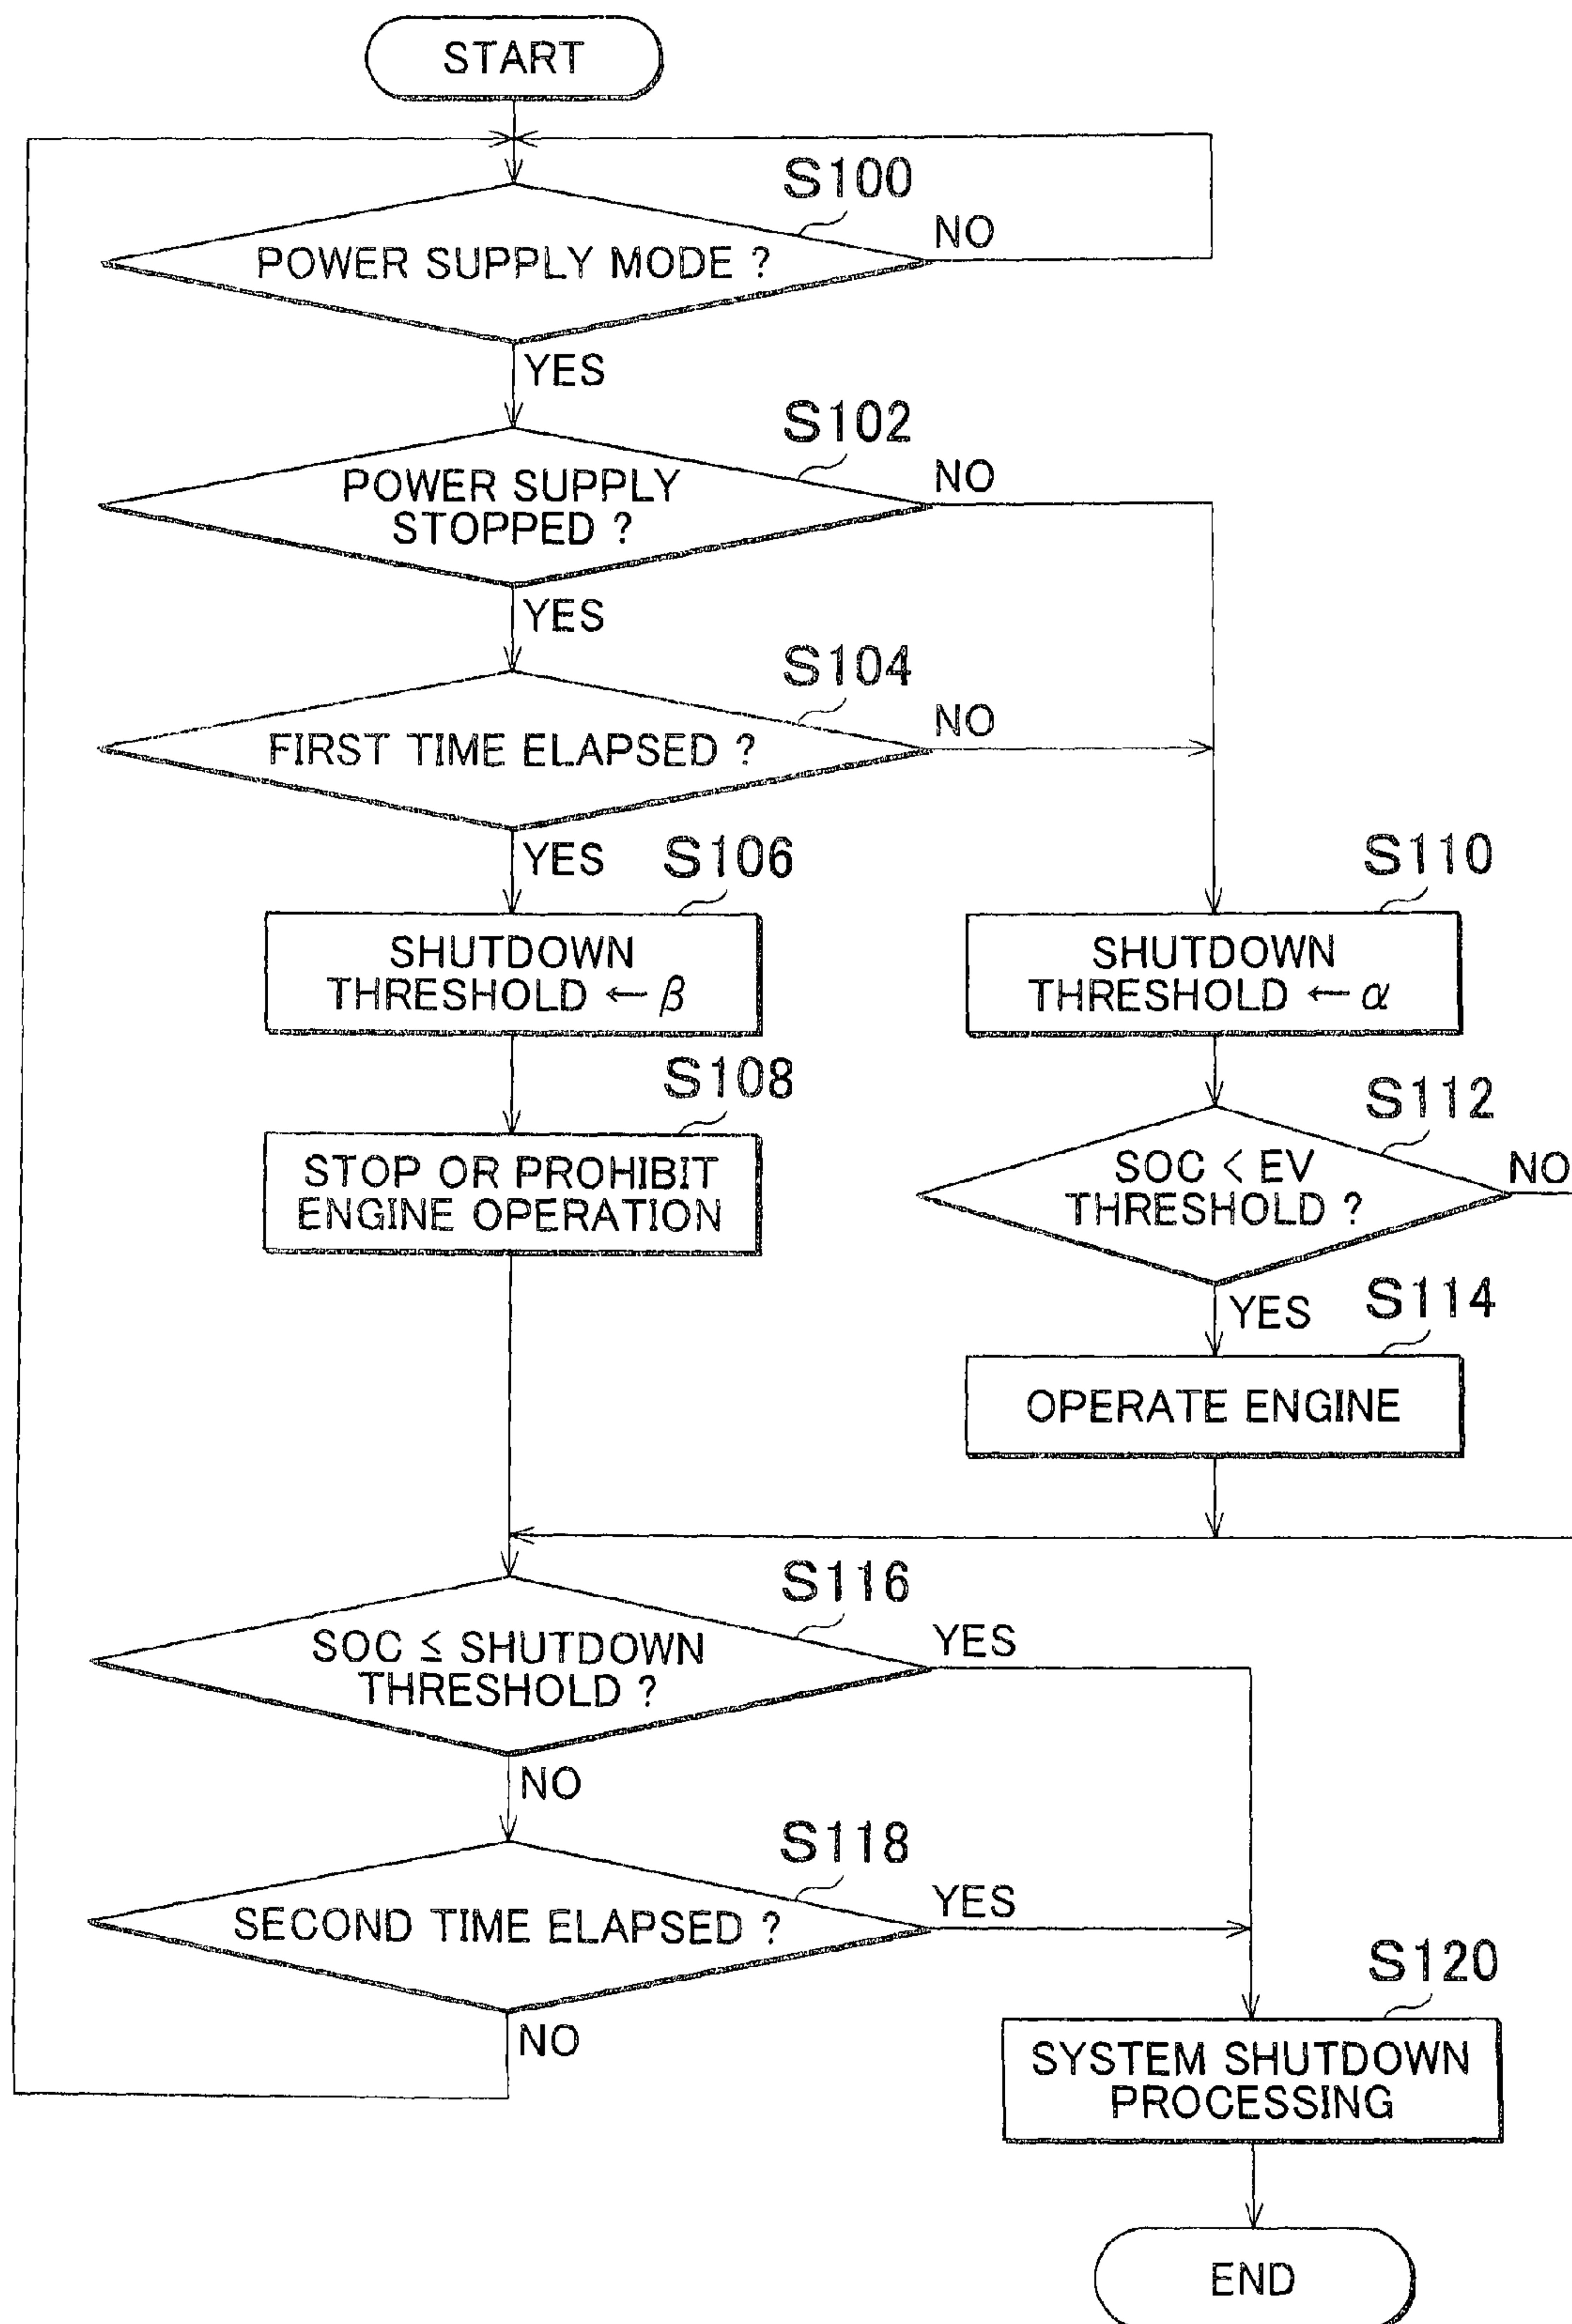 START
S100
POWER SUPPLY MODE ?
NO
YES
S102
POWER SUPPLY
STOPPED ?
NO
YES
S104
FIRST TIME ELAPSED ?
NO
YES
S106
SHUTDOWN
THRESHOLD ← β
S110
SHUTDOWN
THRESHOLD ← α
S108
STOP OR PROHIBIT
ENGINE OPERATION
S112
SOC < EV
THRESHOLD ?
NO
YES
S114
OPERATE ENGINE
S116
SOC ≤ SHUTDOWN
THRESHOLD ?
YES
NO
S118
SECOND TIME ELAPSED ?
YES
NO
S120
SYSTEM SHUTDOWN
PROCESSING
END